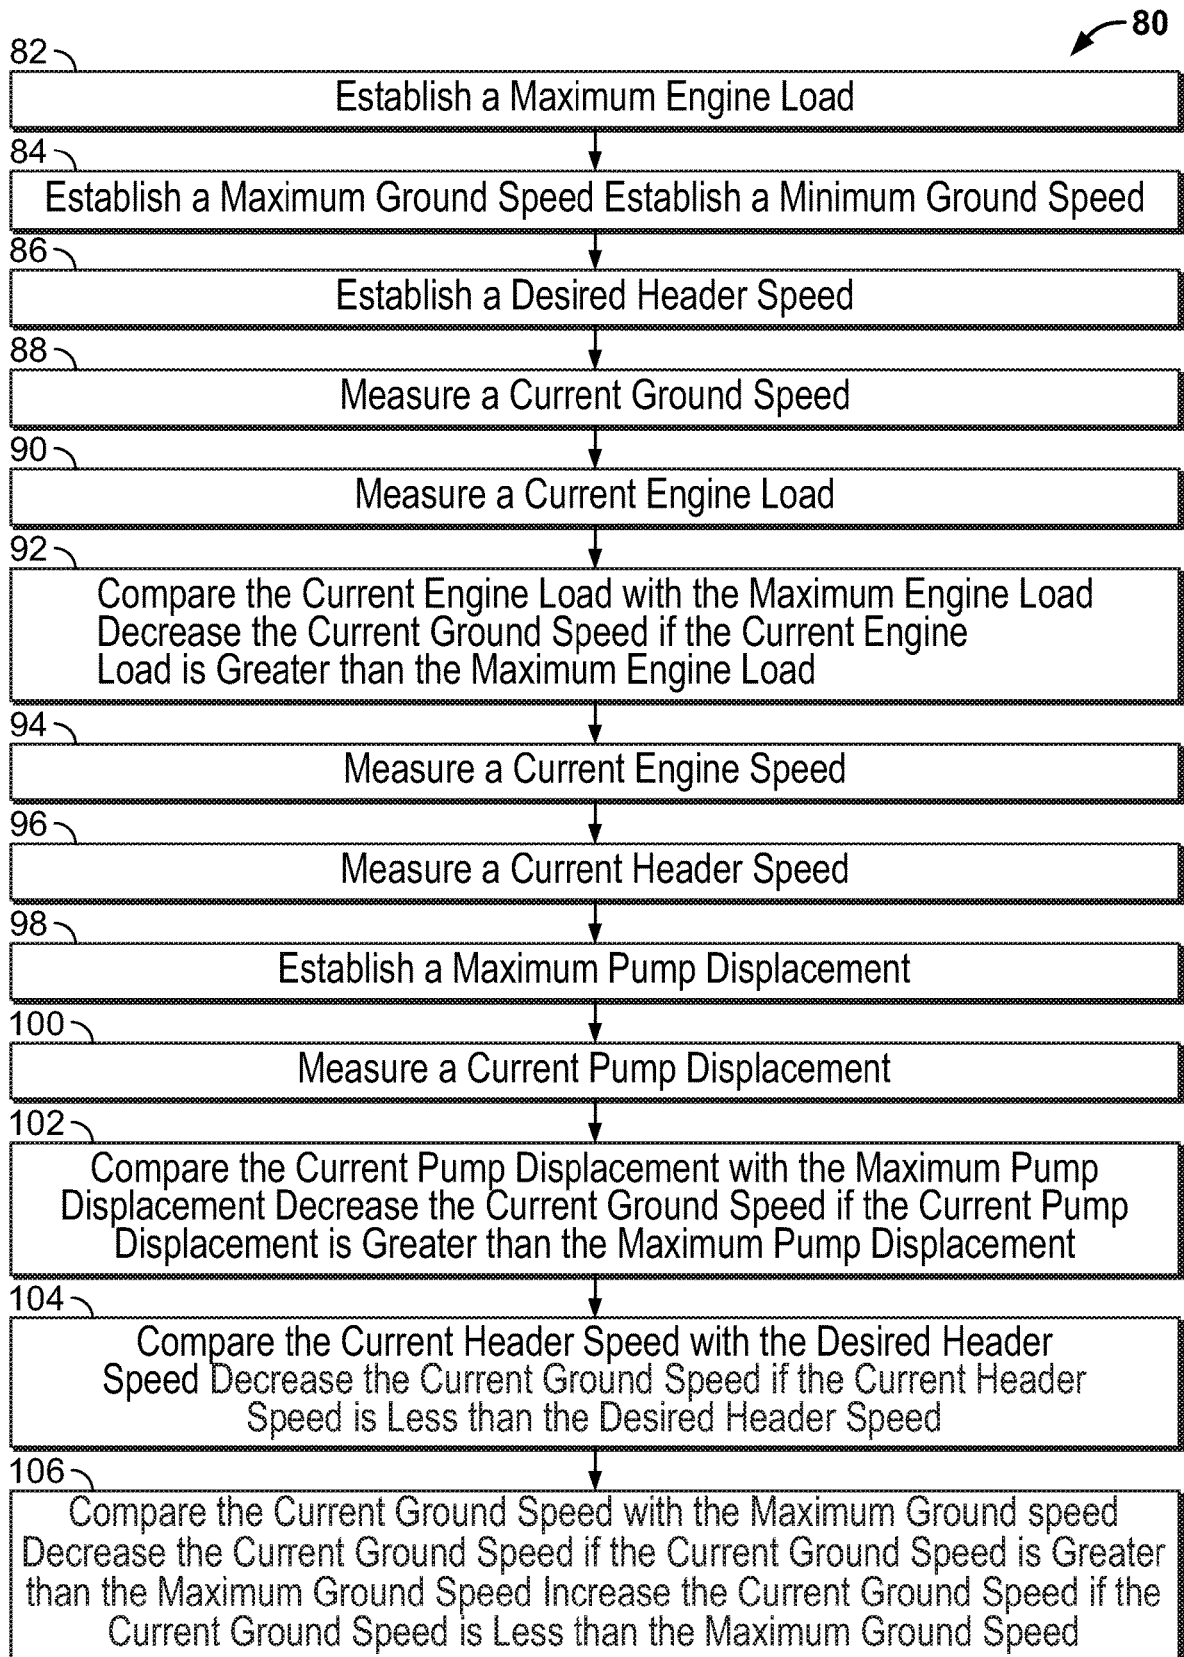 80
82
Establish a Maximum Engine Load
84
Establish a Maximum Ground Speed Establish a Minimum Ground Speed
86
Establish a Desired Header Speed
88
Measure a Current Ground Speed
90
Measure a Current Engine Load
92
Compare the Current Engine Load with the Maximum Engine Load
Decrease the Current Ground Speed if the Current Engine
Load is Greater than the Maximum Engine Load
94
Measure a Current Engine Speed
96
Measure a Current Header Speed
98
Establish a Maximum Pump Displacement
100
Measure a Current Pump Displacement
102
Compare the Current Pump Displacement with the Maximum Pump
Displacement Decrease the Current Ground Speed if the Current Pump
Displacement is Greater than the Maximum Pump Displacement
104
Compare the Current Header Speed with the Desired Header
Speed Decrease the Current Ground Speed if the Current Header
Speed is Less than the Desired Header Speed
106
Compare the Current Ground Speed with the Maximum Ground speed
Decrease the Current Ground Speed if the Current Ground Speed is Greater
than the Maximum Ground Speed Increase the Current Ground Speed if the
Current Ground Speed is Less than the Maximum Ground Speed